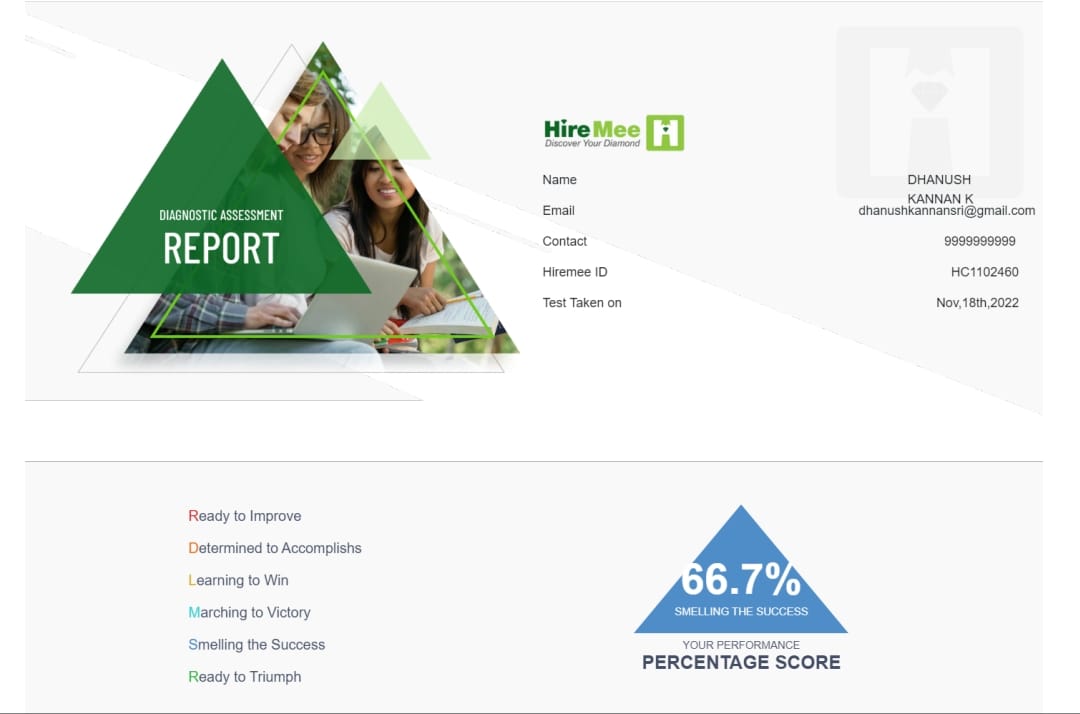 DIAGNOSTIC ASSESSMENT
REPORT
HireMee
Discover Your Diamond
Name DHANUSH
KANNAN K
Email dhanushkannansri@gmail.com
Contact 9999999999
Hiremee ID HC1102460
Test Taken on Nov,18th,2022
Ready to Improve
Determined to Accomplishs
Learning to Win
Marching to Victory
Smelling the Success
Ready to Triumph
66.7%
SMELLING THE SUCCESS
YOUR PERFORMANCE
PERCENTAGE SCORE